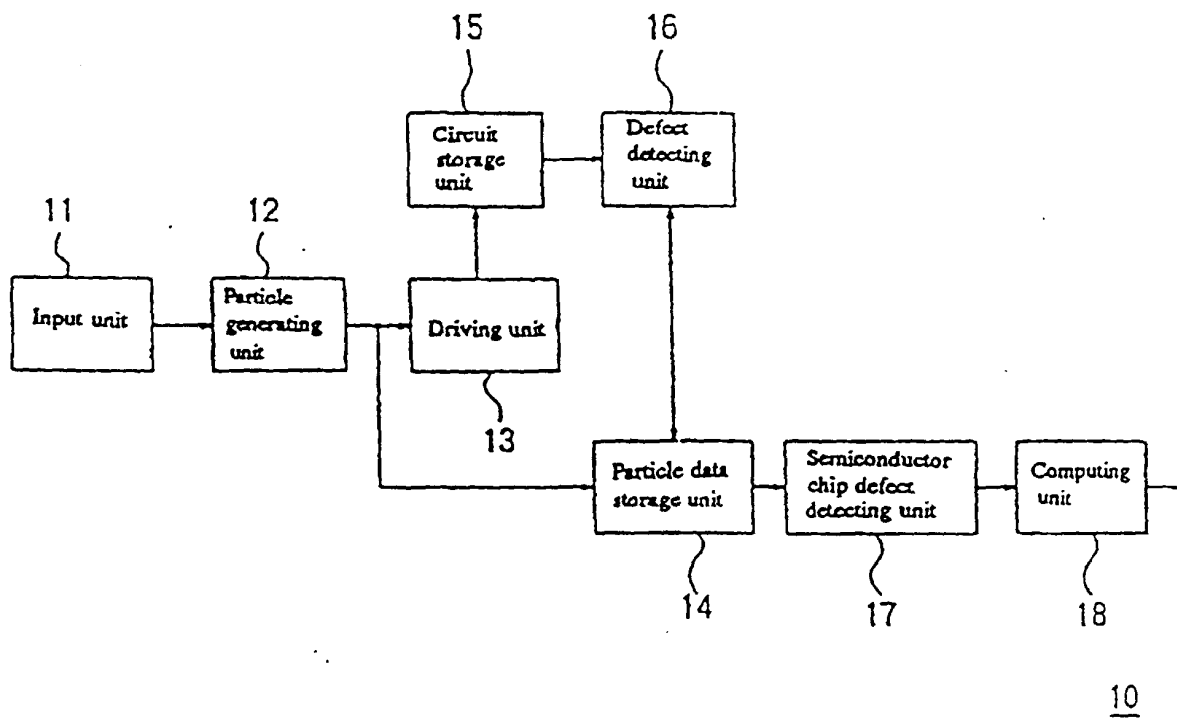 15
16
Circuit
storage
unit
Defect
detecting
unit
11
12
Input unit
Particle
generating
unit
Driving unit
13
Particle data
storage unit
Semiconductor
chip defect
detecting unit
Computing
unit
14
17
18
10